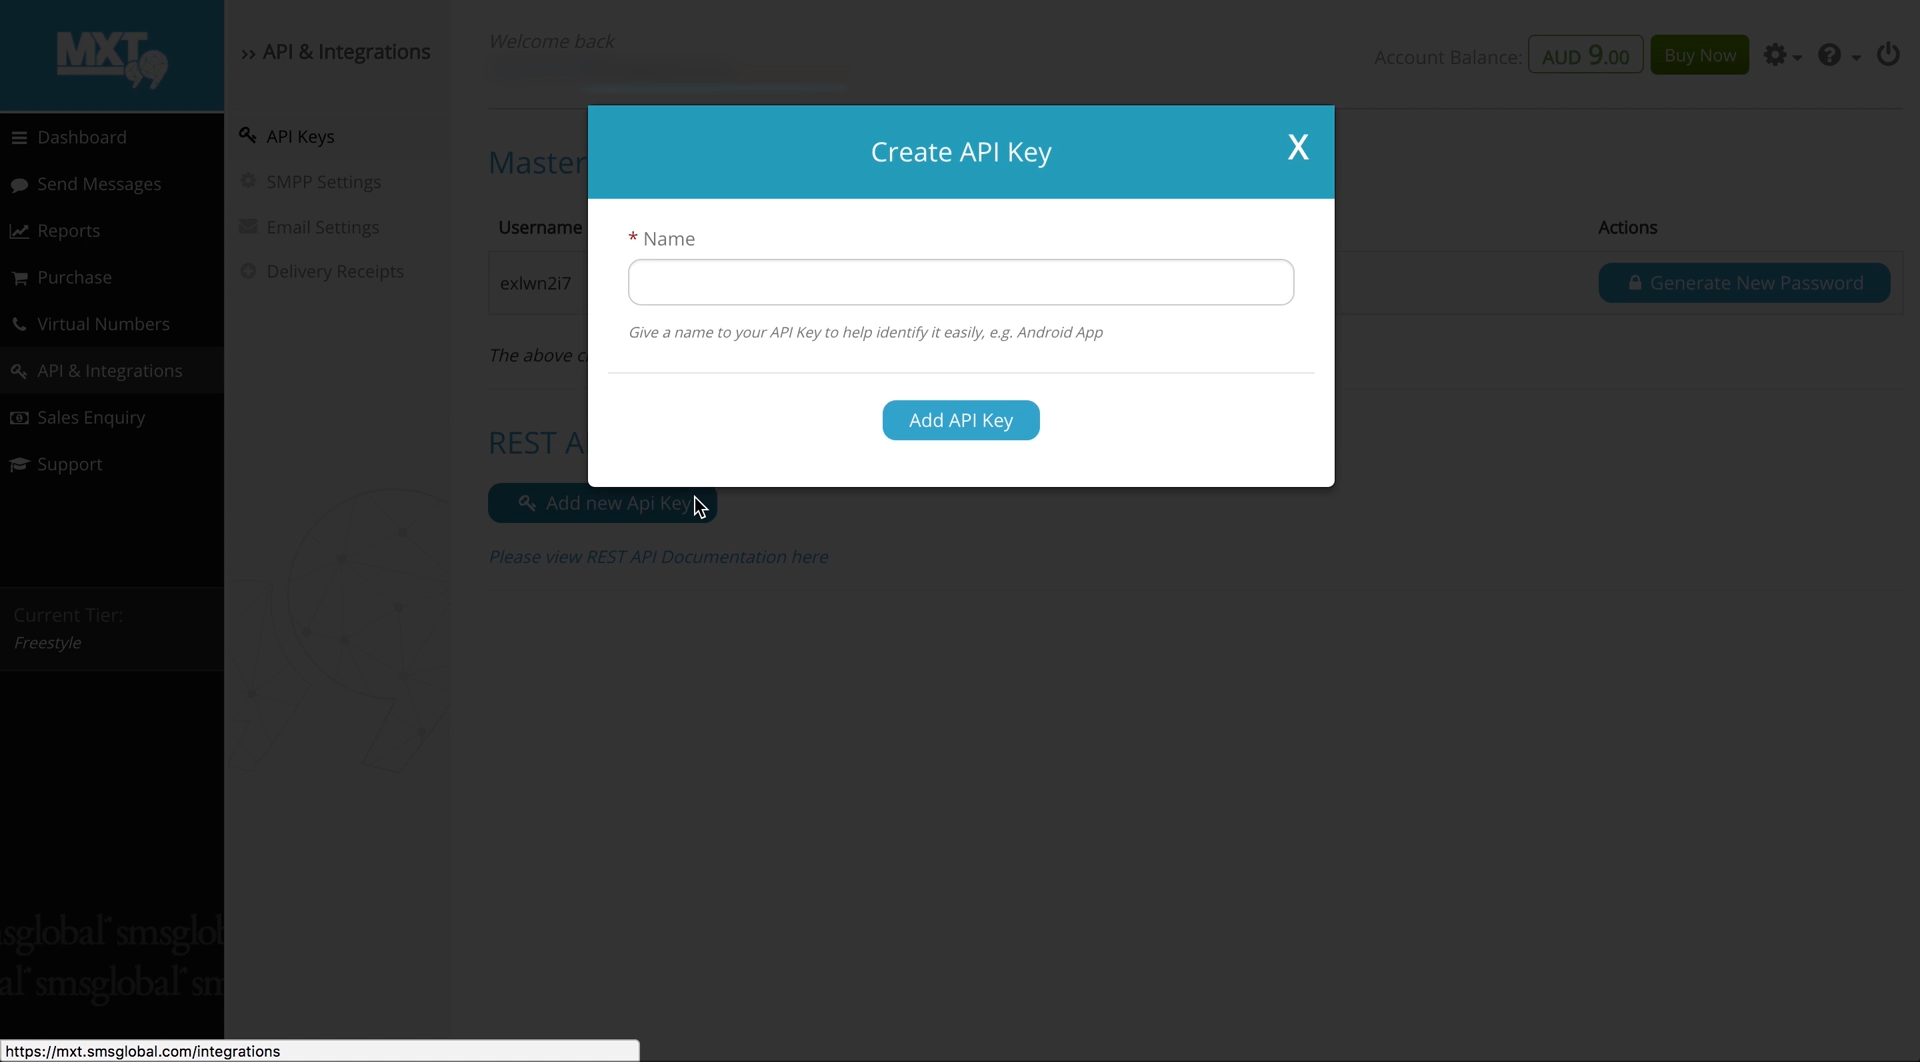 MXT
›› API & Integrations
Welcome back
Account Balance: AUD 9.00 Buy Now
Dashboard
Send Messages
Reports
Purchase
Virtual Numbers
API & Integrations
Sales Enquiry
Support
Current Tier:
Freestyle
API Keys
SMPP Settings
Email Settings
Delivery Receipts
Master
Username
Actions
exlwn2i7
Generate New Password
The above
REST
Add new Api Key
Please view REST API Documentation here
Create API Key
X
* Name
Give a name to your API Key to help identify it easily, e.g. Android App
Add API Key
smsglobal
smsglobal
https://mxt.smsglobal.com/integrations